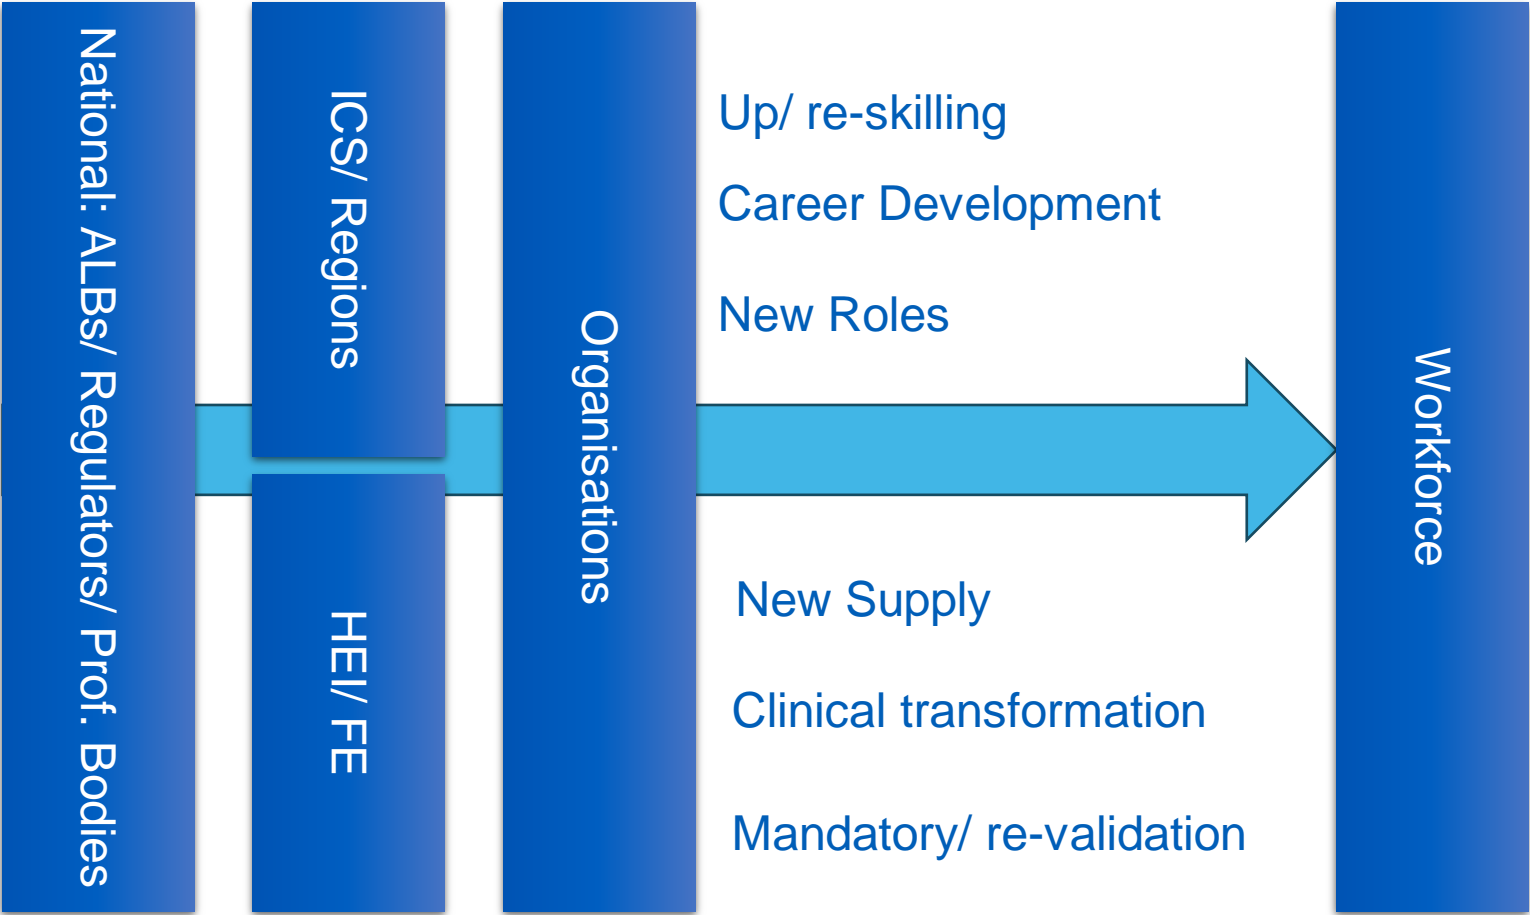 National: ALBs/ Regulators/ Prof. Bodies
ICS/ Regions
HEI/ FE
Organisations
Up/ re-skilling
Career Development
New Roles
New Supply
Clinical transformation
Mandatory/ re-validation
Workforce